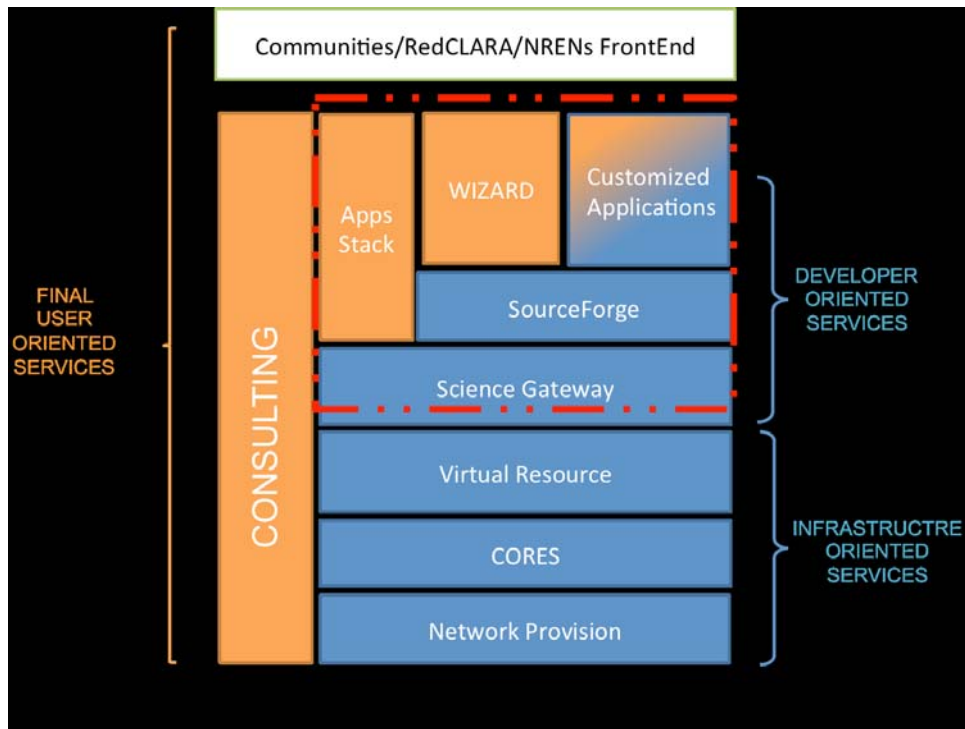 Communities/RedCLARA/NRENs FrontEnd
FINAL
USER
ORIENTED
SERVICES
CONSULTING
Apps
Stack
WIZARD
Customized
Applications
SourceForge
Science Gateway
Virtual Resource
CORES
Network Provision
DEVELOPER
ORIENTED
SERVICES
INFRASTRUCTRE
ORIENTED
SERVICES